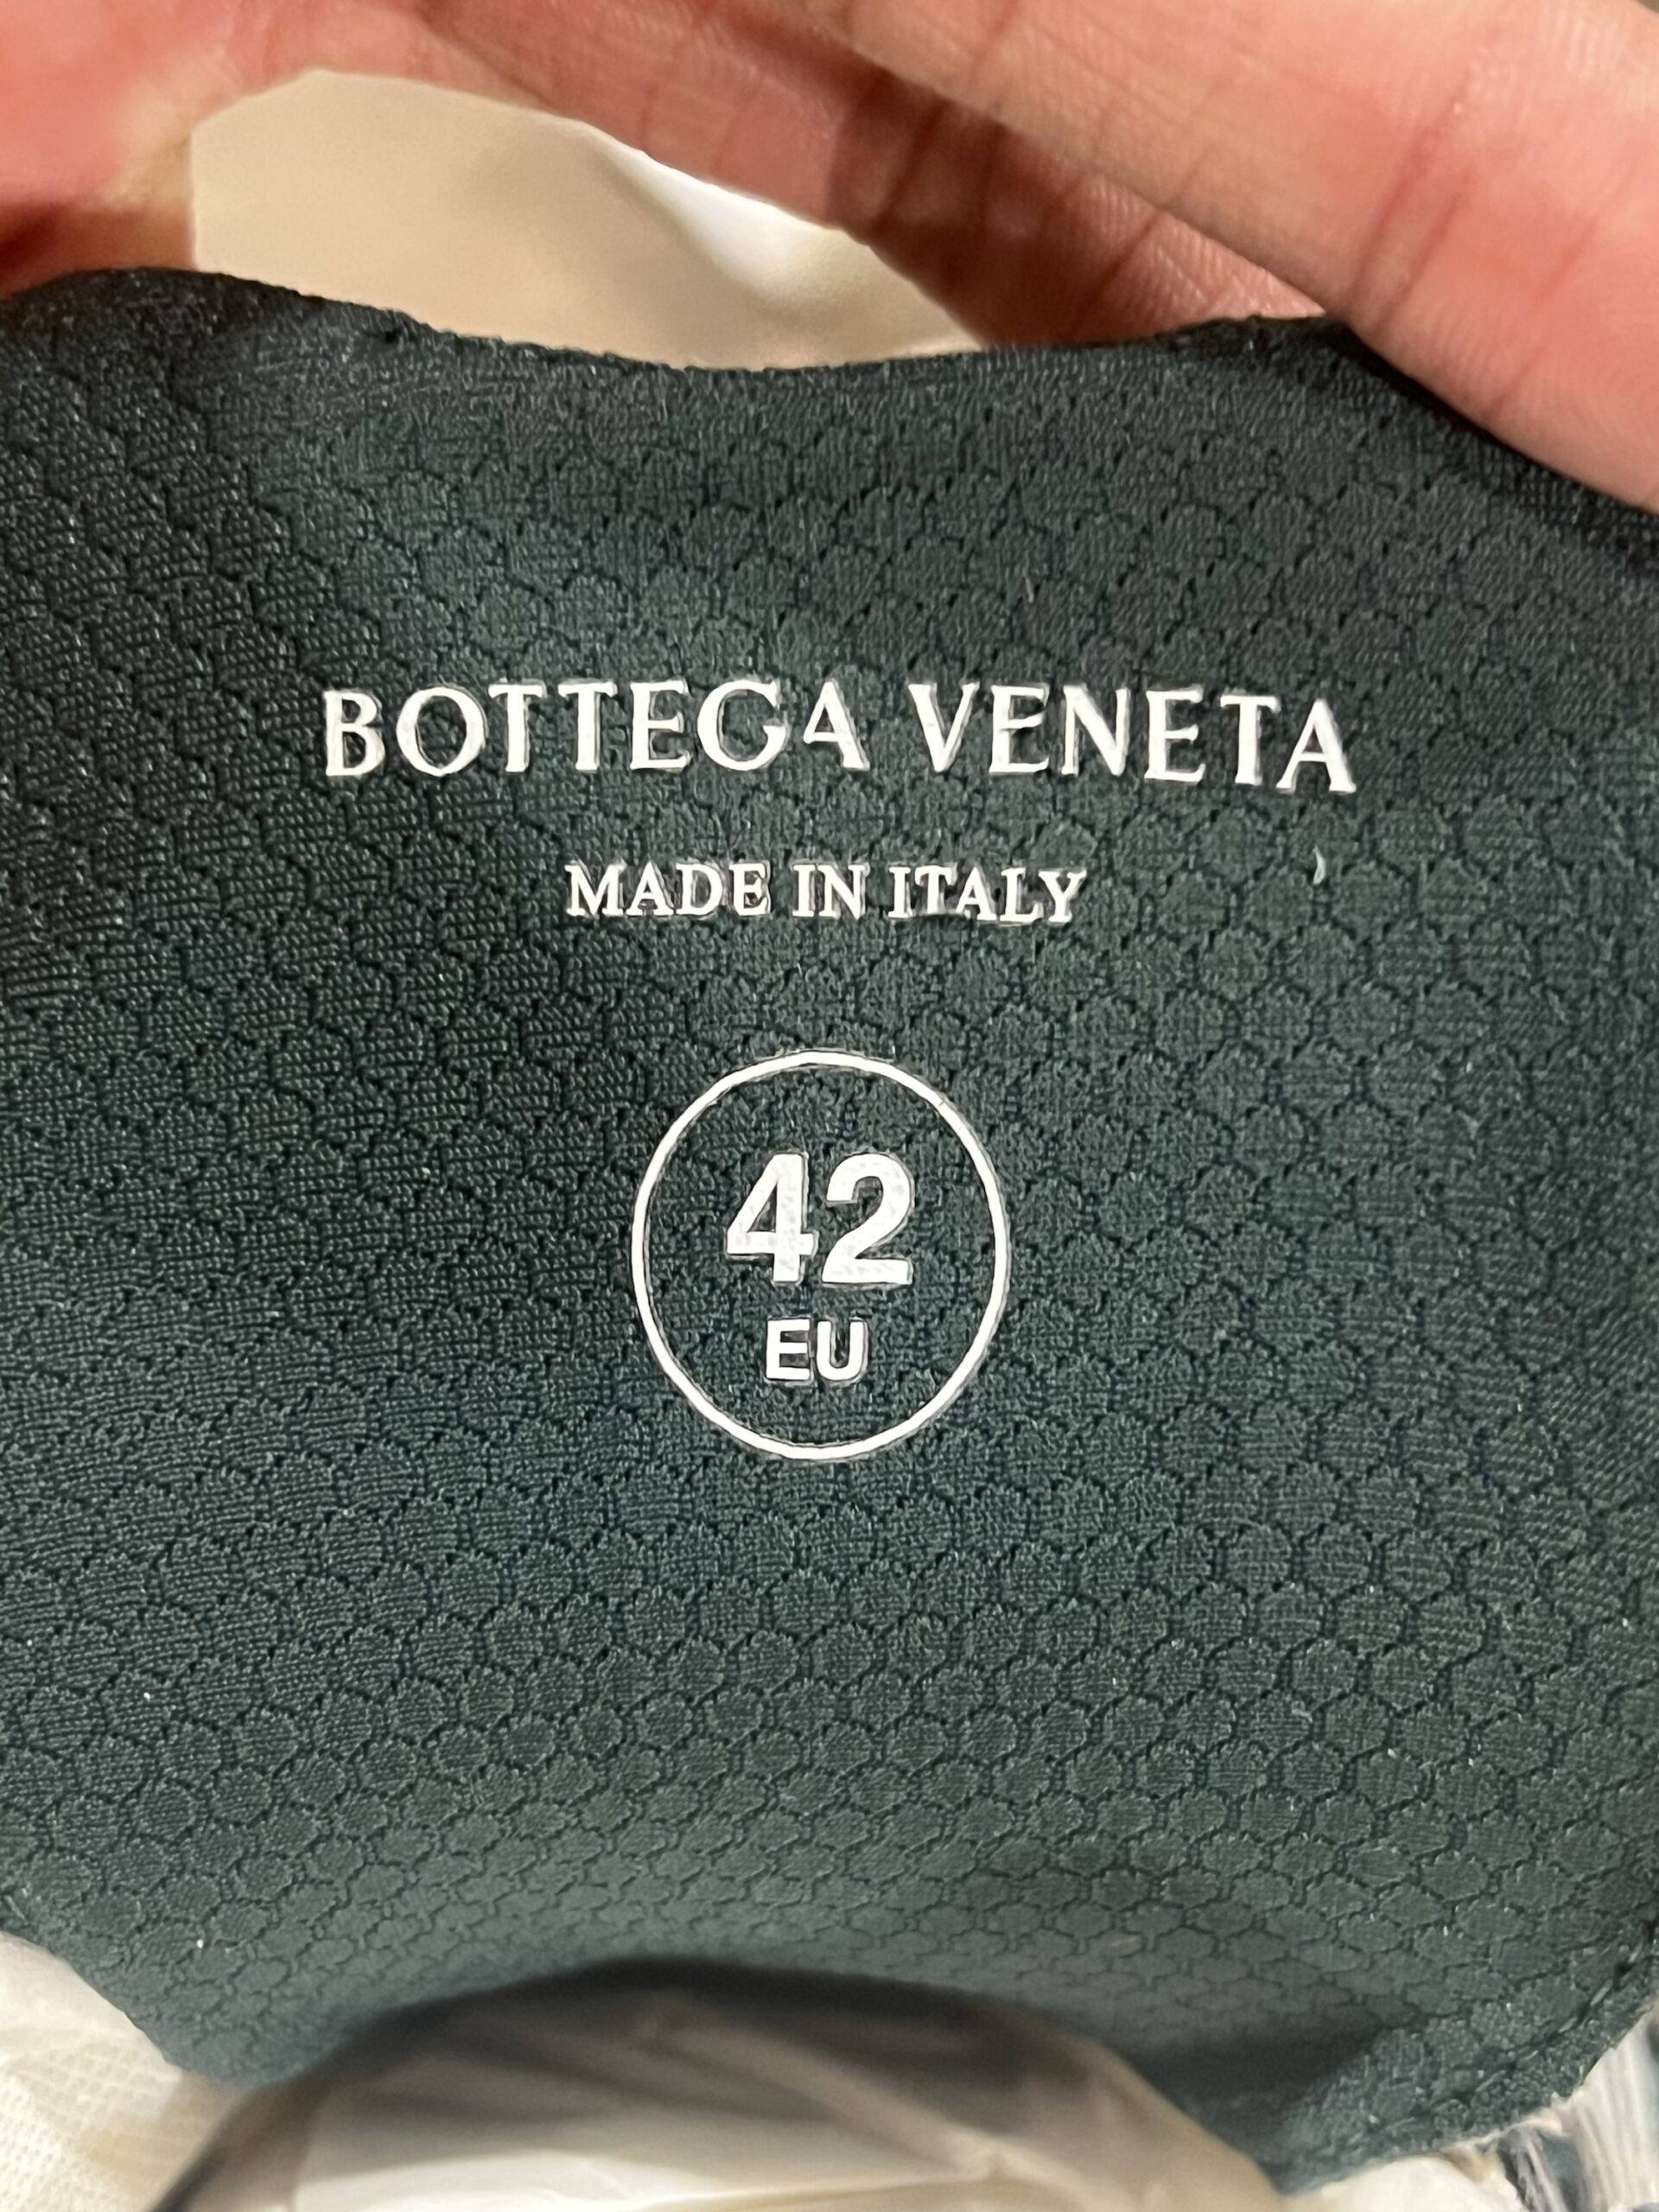 BOTTEGA VENETA
MADE IN ITALY
42
EU